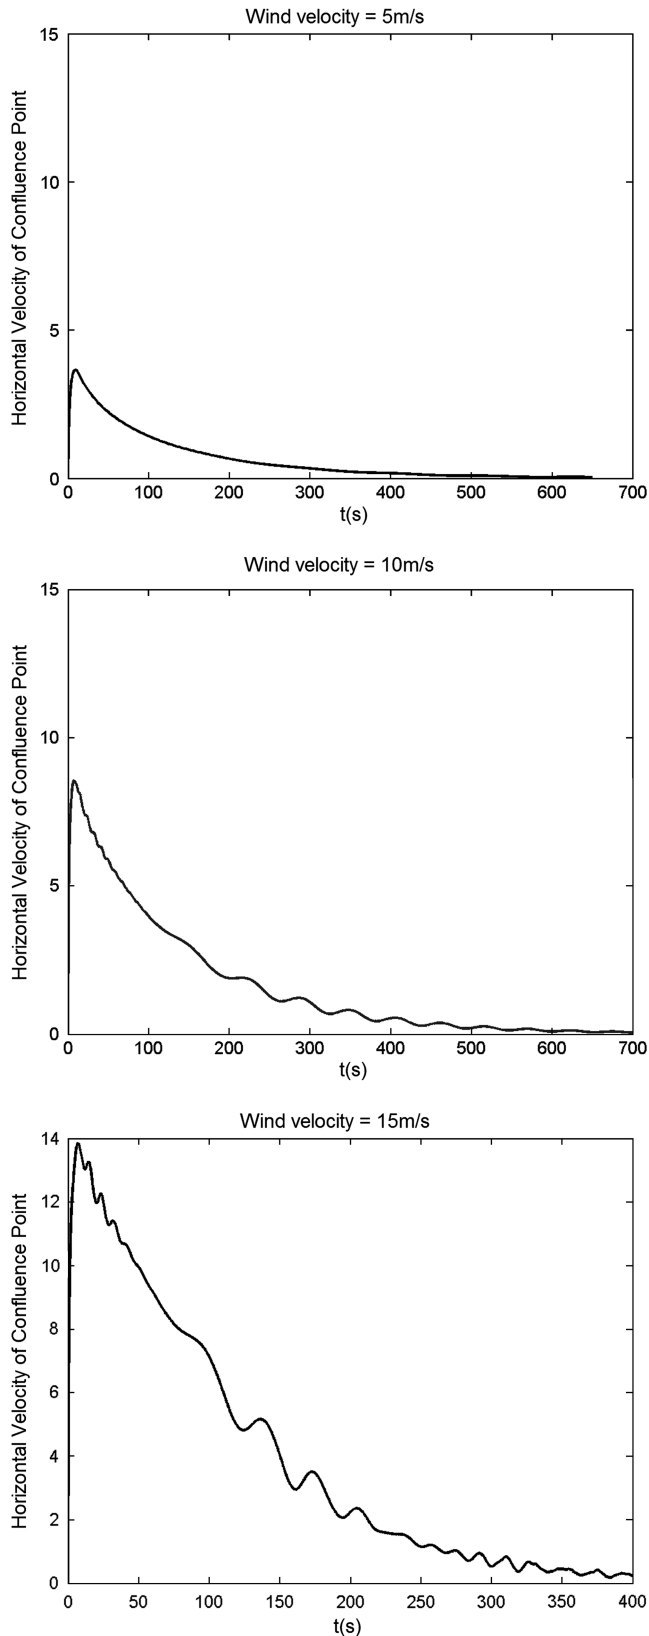 Wind velocity = 5m/s
Horizontal Velocity of Confluence Point
15
10
5
0
0 100 200 300 400 500 600 700
t(s)
Wind velocity = 10m/s
Horizontal Velocity of Confluence Point
15
10
5
0
0 100 200 300 400 500 600 700
t(s)
Wind velocity = 15m/s
Horizontal Velocity of Confluence Point
14
12
10
8
6
4
2
0
0 50 100 150 200 250 300 350 400
t(s)